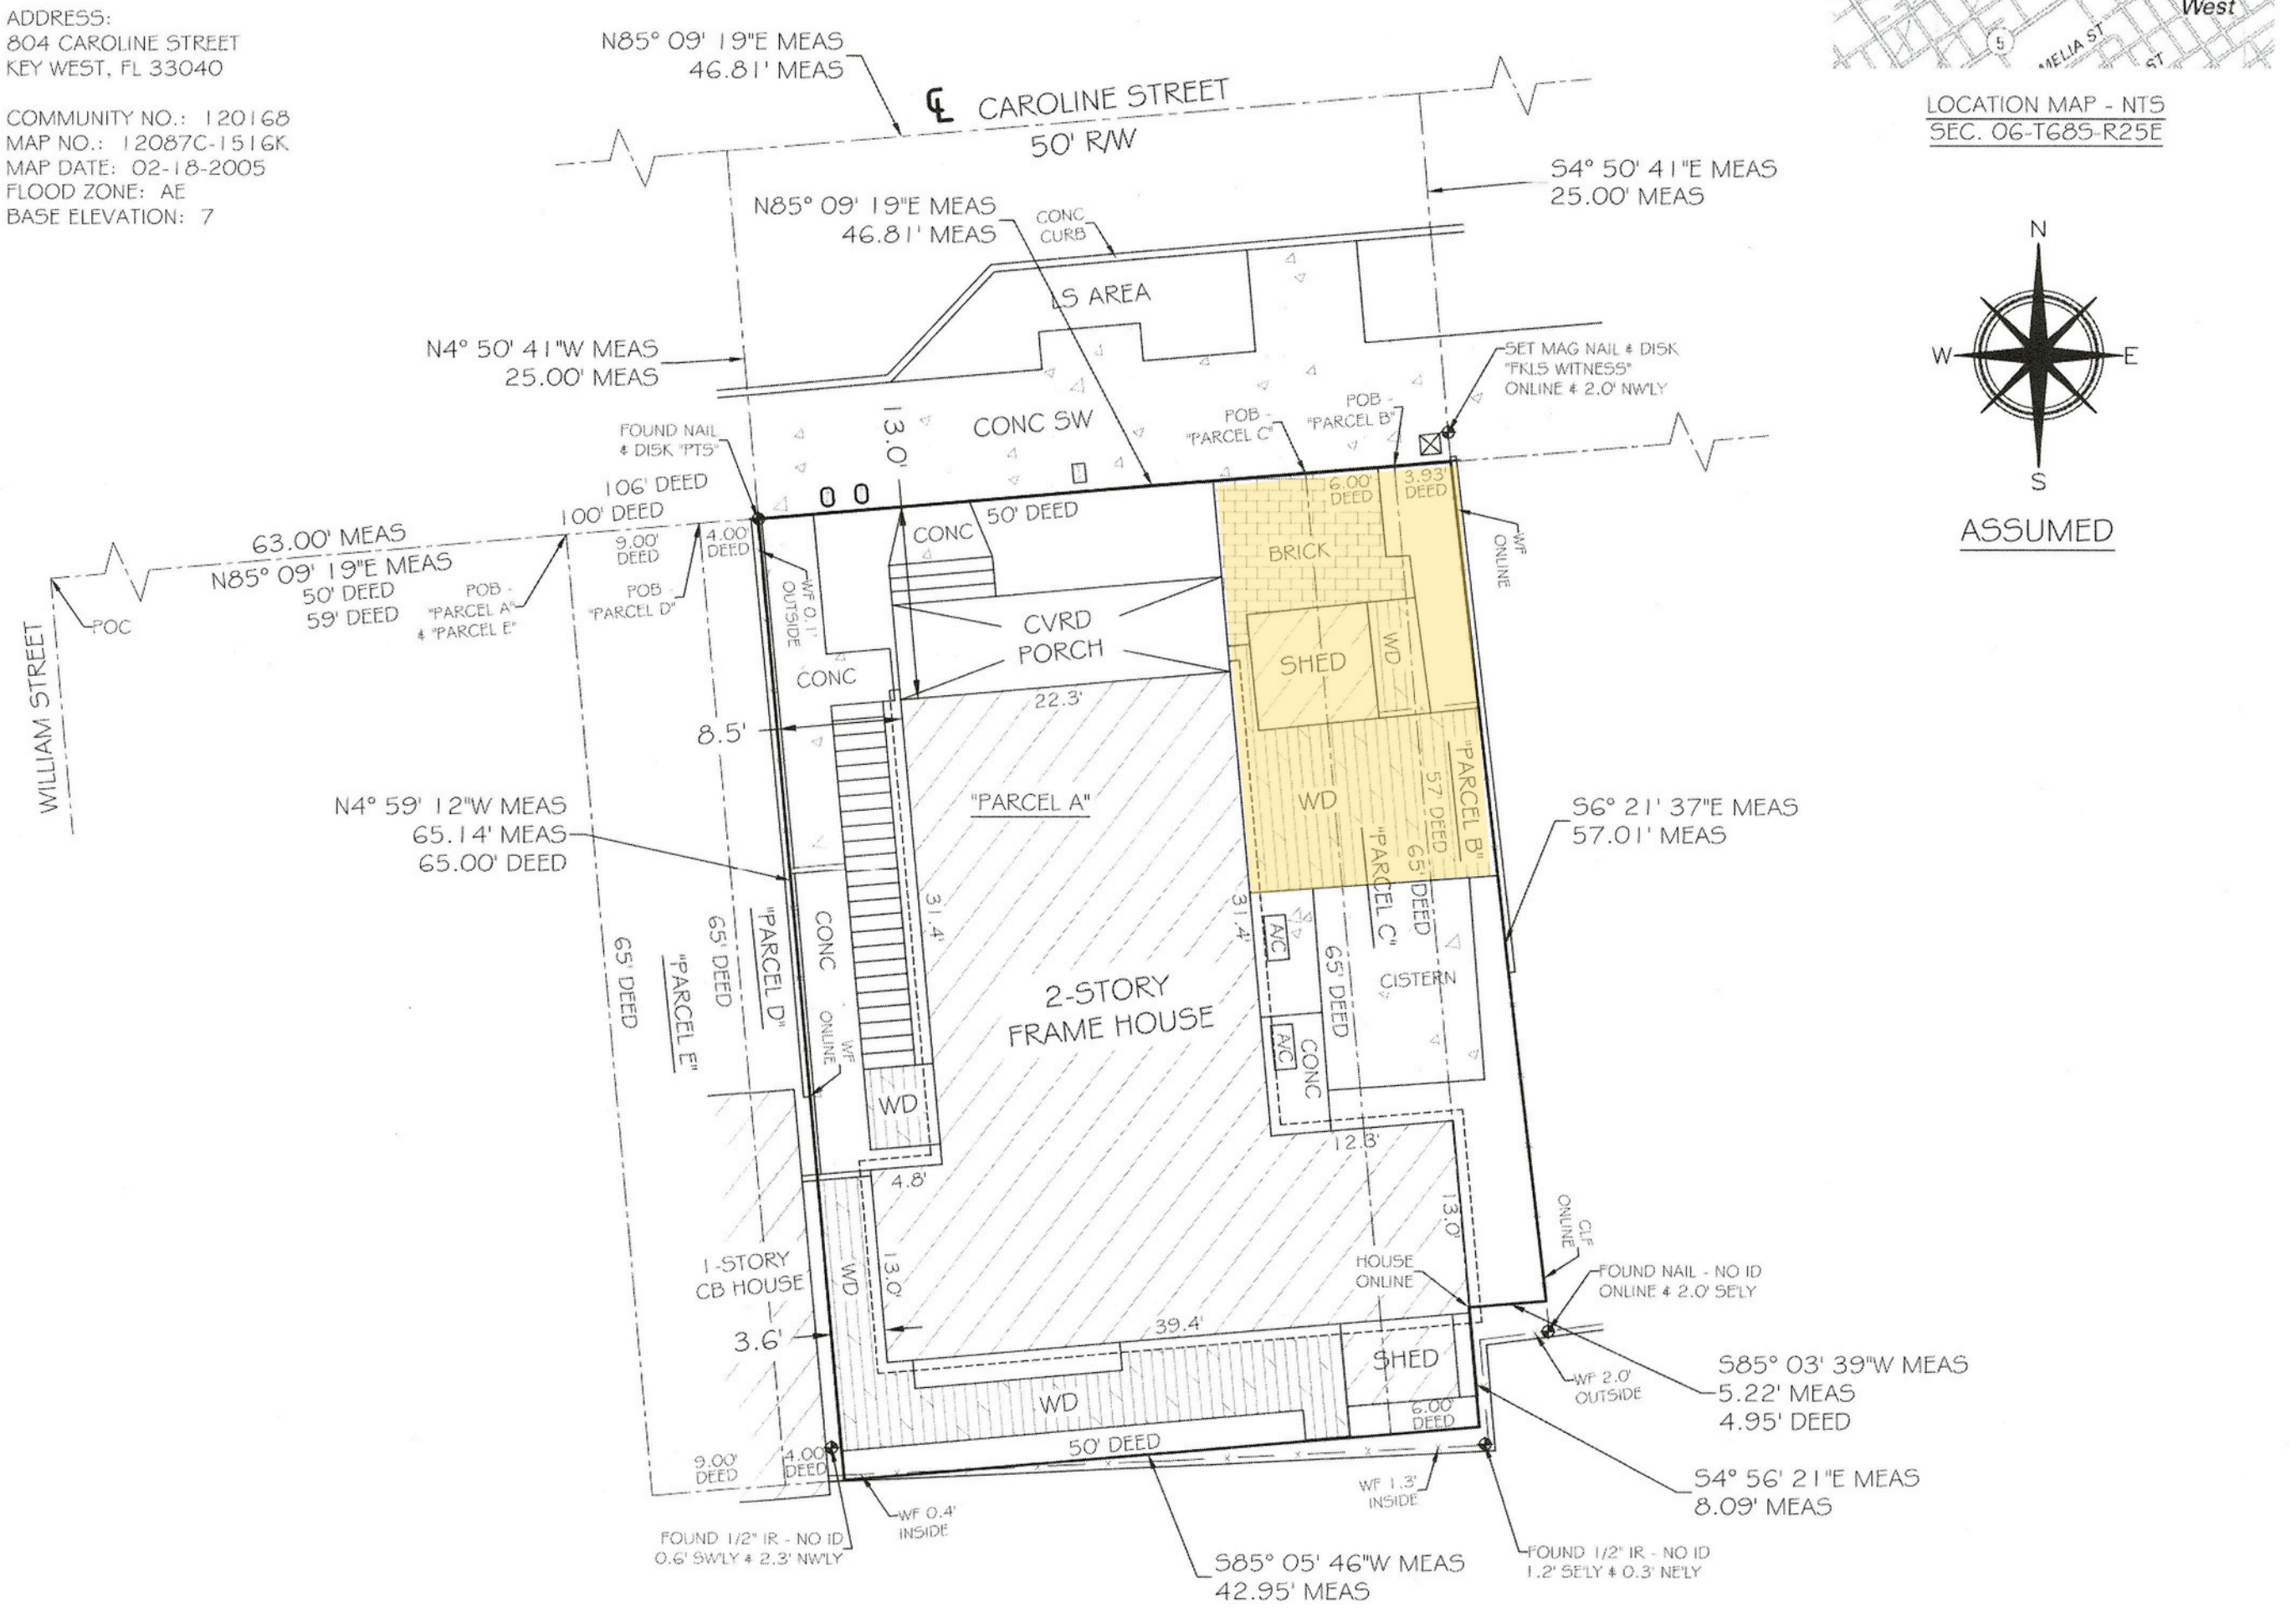 ADDRESS:
804 CAROLINE STREET
KEY WEST, FL 33040
COMMUNITY NO.: 120168
MAP NO.: 12087C-1516K
MAP DATE: 02-18-2005
FLOOD ZONE: AE
BASE ELEVATION: 7
West
5
MELIA ST
ST
LOCATION MAP - NTS
SEC. 06-T68S-R25E
N85° 09' 19"E MEAS
46.81' MEAS
℄ CAROLINE STREET
50' R/W
S4° 50' 41"E MEAS
25.00' MEAS
N85° 09' 19"E MEAS
46.81' MEAS
CONC
CURB
LS AREA
N
W
E
S
ASSUMED
N4° 50' 41"W MEAS
25.00' MEAS
SET MAG NAIL & DISK
"FKLS WITNESS"
ONLINE & 2.0' NW'LY
FOUND NAIL
& DISK "PTS"
13.0'
CONC SW
POB -
"PARCEL C"
POB -
"PARCEL B"
106' DEED
100' DEED
63.00' MEAS
N85° 09' 19"E MEAS
50' DEED
59' DEED
9.00'
DEED
4.00'
DEED
POC
POB -
"PARCEL A"
& "PARCEL E"
POB -
"PARCEL D"
WILLIAM STREET
WF 0.1'
OUTSIDE
CONC
50' DEED
6.00'
DEED
3.93'
DEED
BRICK
WF
ONLINE
CVRD
PORCH
SHED
WD
CONC
22.3'
8.5'
"PARCEL A"
WD
"PARCEL B"
57' DEED
65' DEED
"PARCEL C"
N4° 59' 12"W MEAS
65.14' MEAS
65.00' DEED
S6° 21' 37"E MEAS
57.01' MEAS
65' DEED
"PARCEL E"
65' DEED
"PARCEL D"
CONC
WF
ONLINE
31.4'
31.4'
A/C
65' DEED
CISTERN
2-STORY
FRAME HOUSE
A/C
CONC
WD
12.3'
4.8'
13.0'
CLF
ONLINE
1-STORY
CB HOUSE
WD
13.0'
HOUSE
ONLINE
FOUND NAIL - NO ID
ONLINE & 2.0' SE'LY
3.6'
39.4'
SHED
WF 2.0'
OUTSIDE
S85° 03' 39"W MEAS
5.22' MEAS
4.95' DEED
WD
6.00'
DEED
50' DEED
9.00'
DEED
4.00'
DEED
WF 1.3'
INSIDE
S4° 56' 21"E MEAS
8.09' MEAS
WF 0.4'
INSIDE
FOUND 1/2" IR - NO ID
0.6' SW'LY & 2.3' NW'LY
S85° 05' 46"W MEAS
42.95' MEAS
FOUND 1/2" IR - NO ID
1.2' SE'LY & 0.3' NE'LY